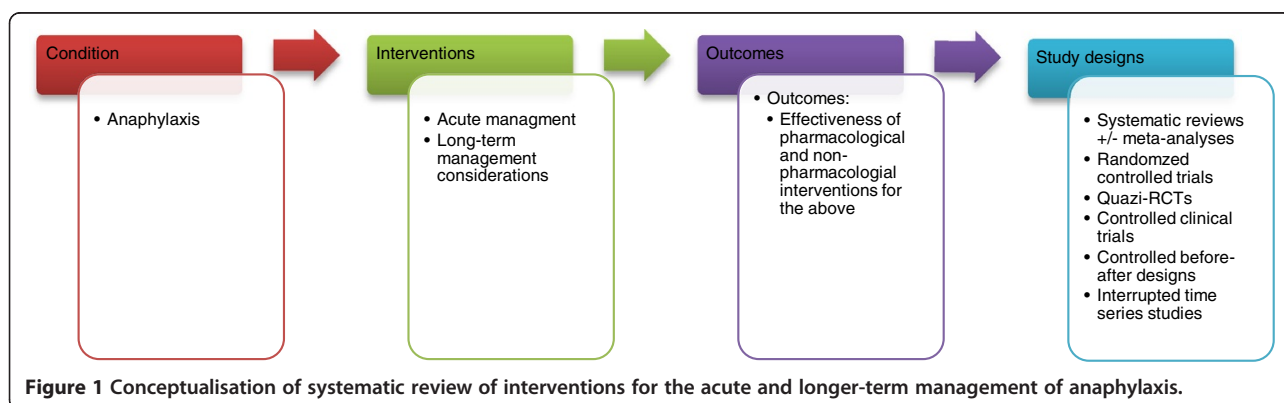 Condition
• Anaphylaxis
Interventions
• Acute managment
• Long-term
management
considerations
Outcomes
• Outcomes:
• Effectiveness of
pharmacological
and non-
pharmacologial
interventions for
the above
Study designs
• Systematic reviews
+/- meta-analyses
• Randomzed
controlled trials
• Quazi-RCTs
• Controlled clinical
trials
• Controlled before-
after designs
• Interrupted time
series studies
Figure 1 Conceptualisation of systematic review of interventions for the acute and longer-term management of anaphylaxis.